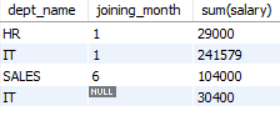 dept_name joining_month sum(salary)
HR 1 29000
IT 1 241579
SALES 6 104000
IT NULL 30400